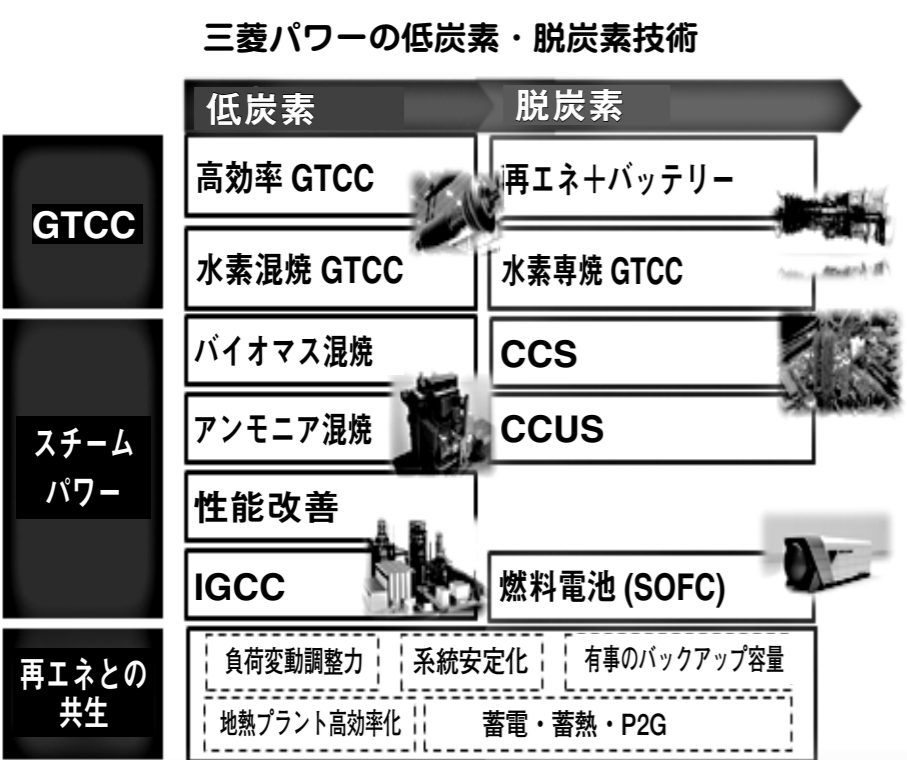 三菱パワーの低炭素・脱炭素技術
低炭素
脱炭素
GTCC
高効率 GTCC
再エネ＋バッテリー
水素混焼 GTCC
水素専焼 GTCC
スチーム
パワー
バイオマス混焼
CCS
アンモニア混焼
CCUS
性能改善
IGCC
燃料電池 (SOFC)
再エネとの
共生
負荷変動調整力
系統安定化
有事のバックアップ容量
地熱プラント高効率化
蓄電・蓄熱・P2G